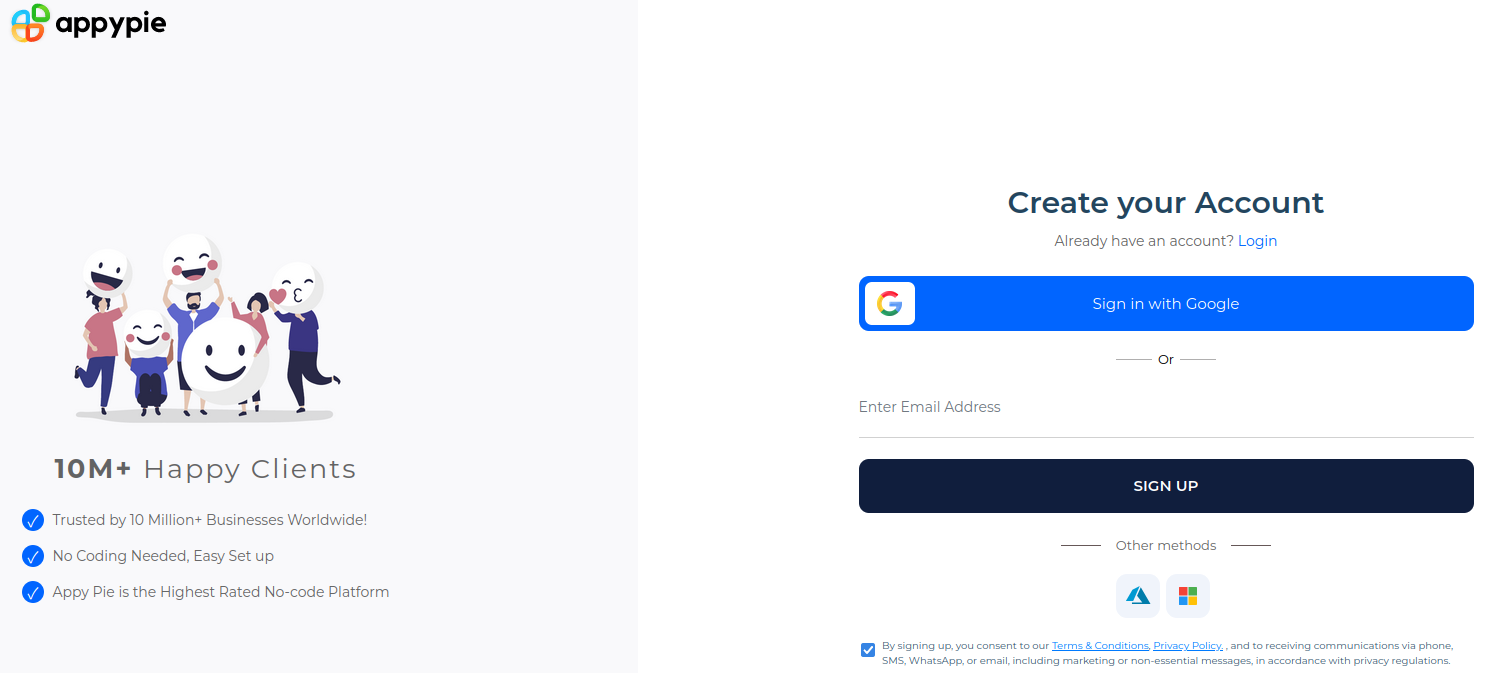 appypie
10M+ Happy Clients
Trusted by 10 Million+ Businesses Worldwide!
No Coding Needed, Easy Set up
Appy Pie is the Highest Rated No-code Platform
Create your Account
Already have an account? Login
Sign in with Google
Or
Enter Email Address
SIGN UP
Other methods
By signing up, you consent to our Terms & Conditions, Privacy Policy, , and to receiving communications via phone,
SMS, WhatsApp, or email, including marketing or non-essential messages, in accordance with privacy regulations.